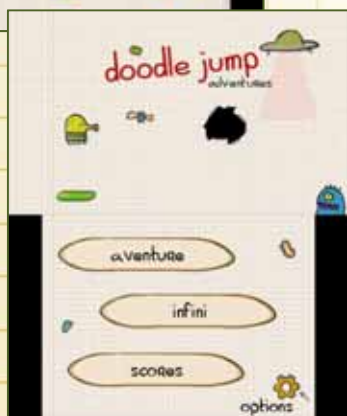 doodle jump
adventures
aventure
infini
scores
options